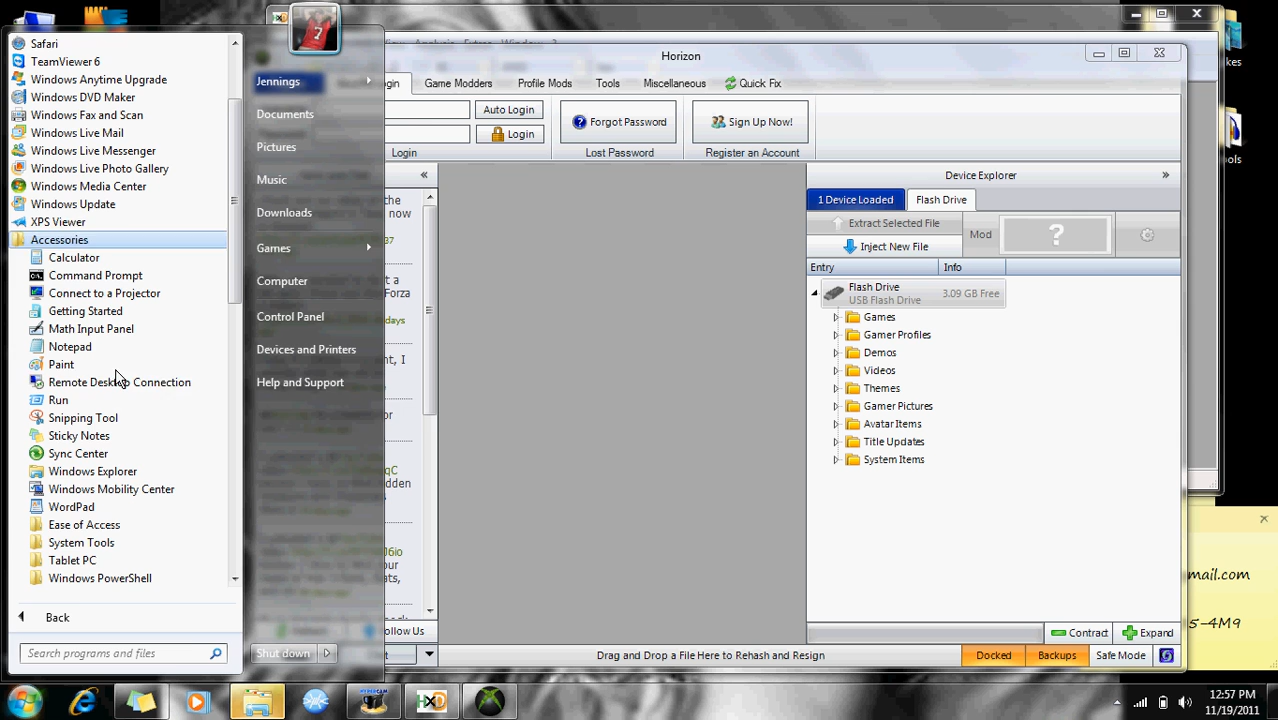 Safari
TeamViewer 6
Windows Anytime Upgrade
Windows DVD Maker
Windows Fax and Scan
Windows Live Mail
Windows Live Messenger
Windows Live Photo Gallery
Windows Media Center
Windows Update
XPS Viewer
Accessories
Calculator
Command Prompt
Connect to a Projector
Getting Started
Math Input Panel
Notepad
Paint
Remote Desktop Connection
Run
Snipping Tool
Sticky Notes
Sync Center
Windows Explorer
Windows Mobility Center
WordPad
Ease of Access
System Tools
Tablet PC
Windows PowerShell
Back
Search programs and files
7
Jennings
Documents
Pictures
Music
Downloads
Games
Computer
Control Panel
Devices and Printers
Help and Support
Shut down
Horizon
Game Modders
Profile Mods
Tools
Miscellaneous
Quick Fix
Auto Login
Login
Login
Forgot Password
Lost Password
Sign Up Now!
Register an Account
Device Explorer
1 Device Loaded
Flash Drive
Extract Selected File
Inject New File
Mod
?
Entry
Info
Flash Drive
USB Flash Drive
3.09 GB Free
Games
Gamer Profiles
Demos
Videos
Themes
Gamer Pictures
Avatar Items
Title Updates
System Items
Contract
Expand
Drag and Drop a File Here to Rehash and Resign
Docked
Backups
Safe Mode
mail.com
5-4M9
12:57 PM
11/19/2011